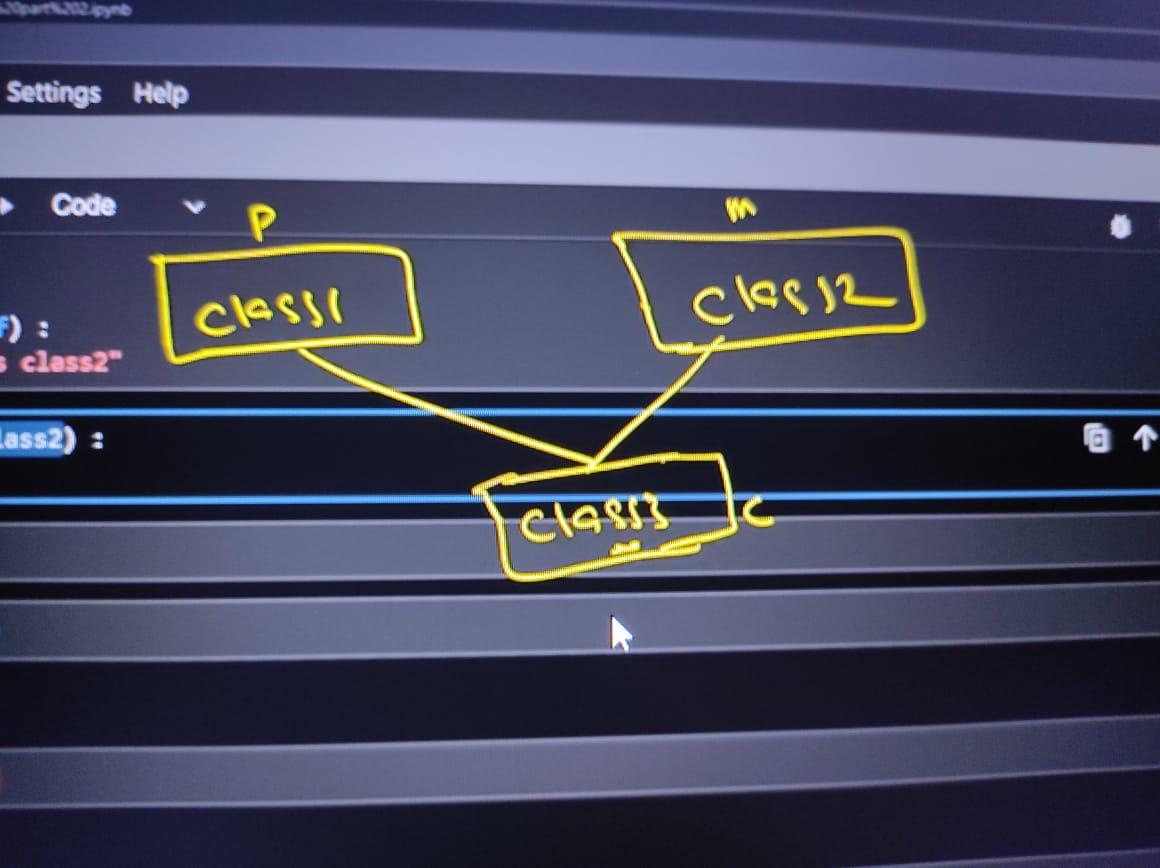 %20part%202.ipynb
Settings Help
Code
P
m
class1
class2
f) :
s class2"
lass2) :
class3
C